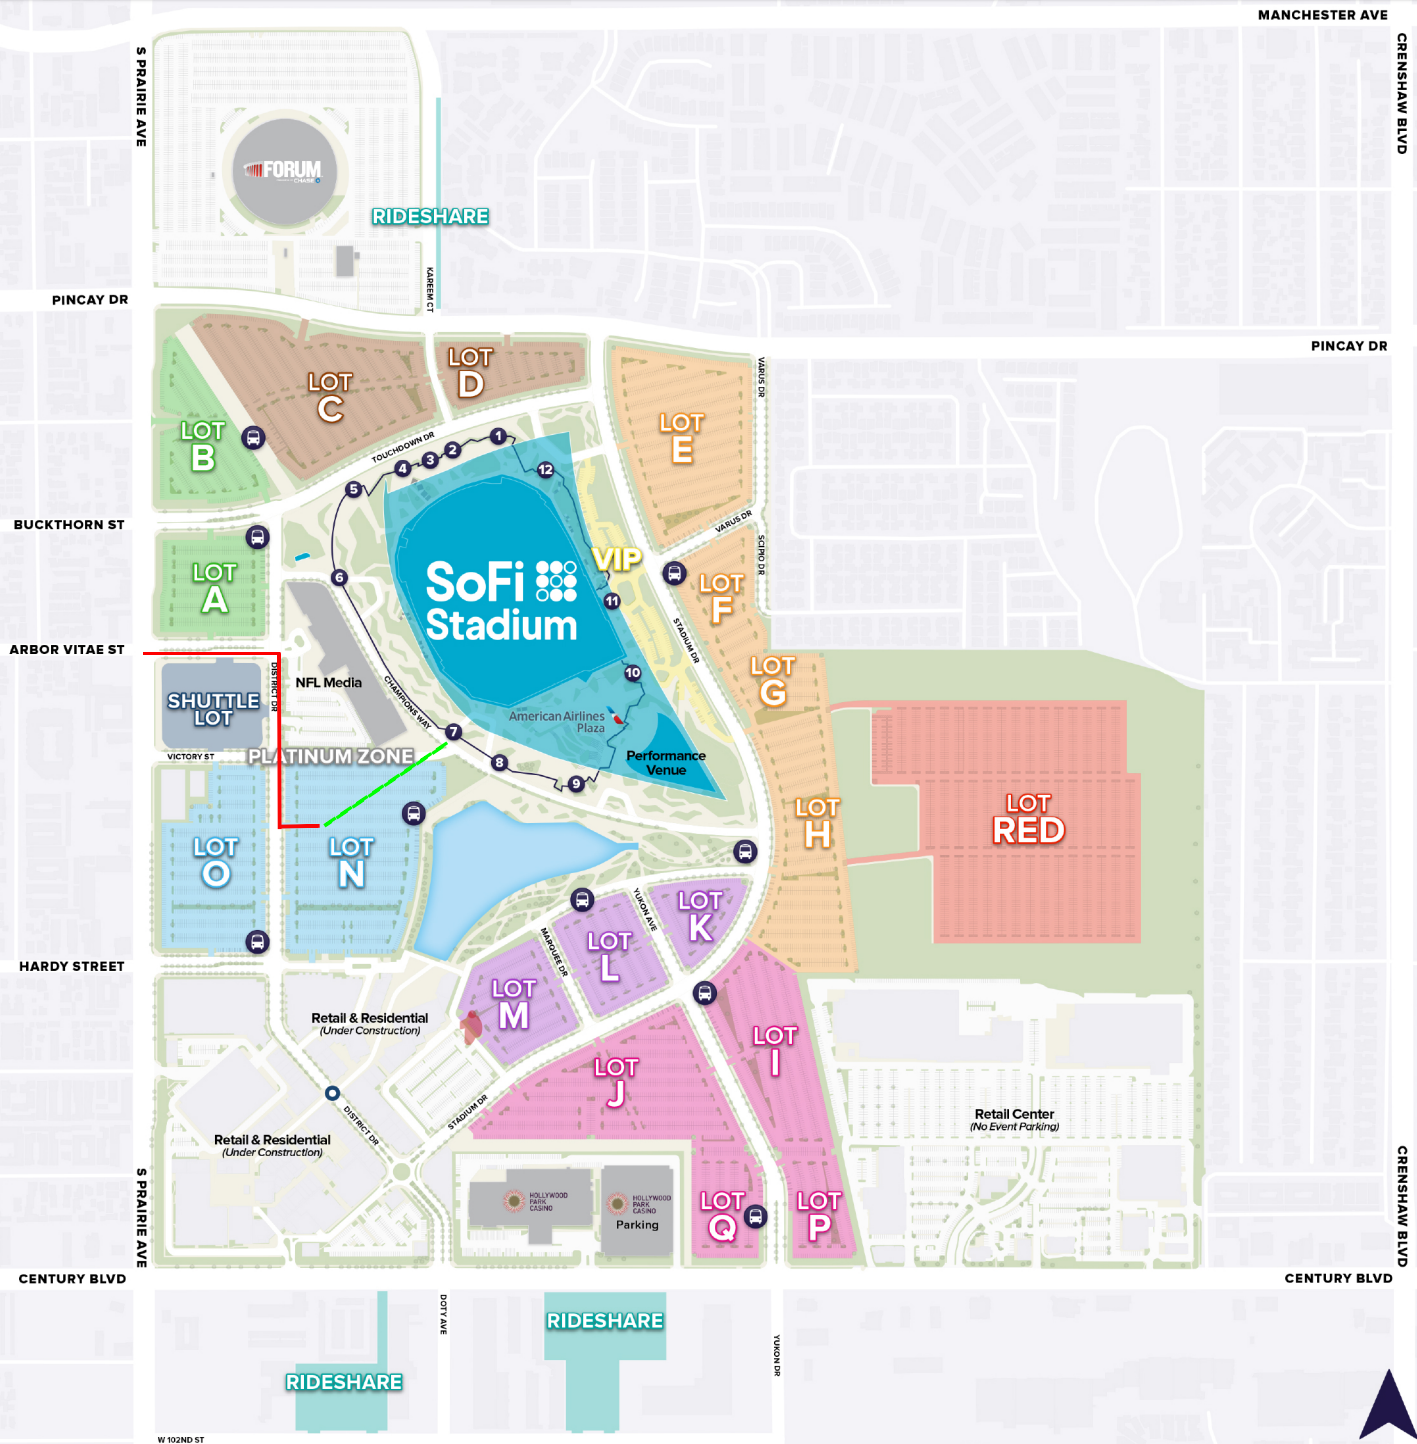 MANCHESTER AVE
S PRAIRIE AVE
CRENSHAW BLVD
FORUM
CHASE
RIDESHARE
KAREEM CT
PINCAY DR
PINCAY DR
LOT
B
LOT
C
LOT
D
LOT
E
VARUS DR
TOUCHDOWN DR
1
2
3
4
5
12
BUCKTHORN ST
VARUS DR
SCIPIO DR
LOT
A
6
SoFi
Stadium
VIP
11
LOT
F
STADIUM DR
ARBOR VITAE ST
SHUTTLE
LOT
DISTRICT DR
NFL Media
CHAMPIONS WAY
10
LOT
G
American Airlines
Plaza
7
8
9
Performance
Venue
VICTORY ST
PLATINUM ZONE
LOT
H
LOT
RED
LOT
O
LOT
N
YUKON AVE
LOT
K
MARQUEE DR
LOT
L
LOT
M
HARDY STREET
Retail & Residential
(Under Construction)
LOT
J
LOT
I
STADIUM DR
DISTRICT DR
Retail & Residential
(Under Construction)
Retail Center
(No Event Parking)
S PRAIRIE AVE
CRENSHAW BLVD
HOLLYWOOD
PARK
CASINO
HOLLYWOOD
PARK
CASINO
Parking
LOT
Q
LOT
P
CENTURY BLVD
CENTURY BLVD
DOTY AVE
RIDESHARE
RIDESHARE
YUKON DR
W 102ND ST